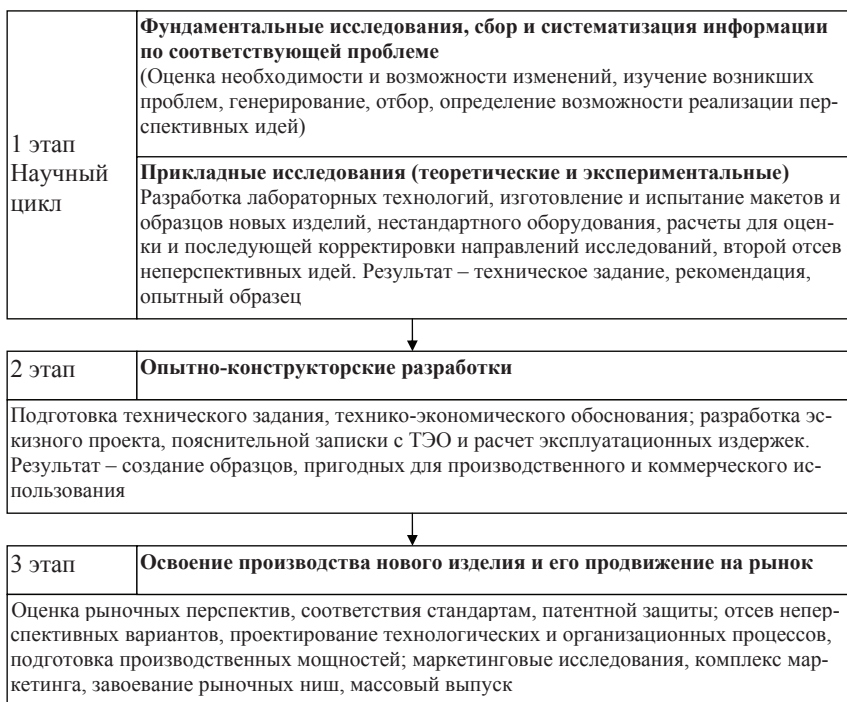 1 этап
Научный
цикл
Фундаментальные исследования, сбор и систематизация информации
по соответствующей проблеме
(Оценка необходимости и возможности изменений, изучение возникших
проблем, генерирование, отбор, определение возможности реализации пер-
спективных идей)
Прикладные исследования (теоретические и экспериментальные)
Разработка лабораторных технологий, изготовление и испытание макетов и
образцов новых изделий, нестандартного оборудования, расчеты для оцен-
ки и последующей корректировки направлений исследований, второй отсев
неперспективных идей. Результат – техническое задание, рекомендация,
опытный образец
2 этап
Опытно-конструкторские разработки
Подготовка технического задания, технико-экономического обоснования; разработка эс-
кизного проекта, пояснительной записки с ТЭО и расчет эксплуатационных издержек.
Результат – создание образцов, пригодных для производственного и коммерческого ис-
пользования
3 этап
Освоение производства нового изделия и его продвижение на рынок
Оценка рыночных перспектив, соответствия стандартам, патентной защиты; отсев непер-
спективных вариантов, проектирование технологических и организационных процессов,
подготовка производственных мощностей; маркетинговые исследования, комплекс мар-
кетинга, завоевание рыночных ниш, массовый выпуск